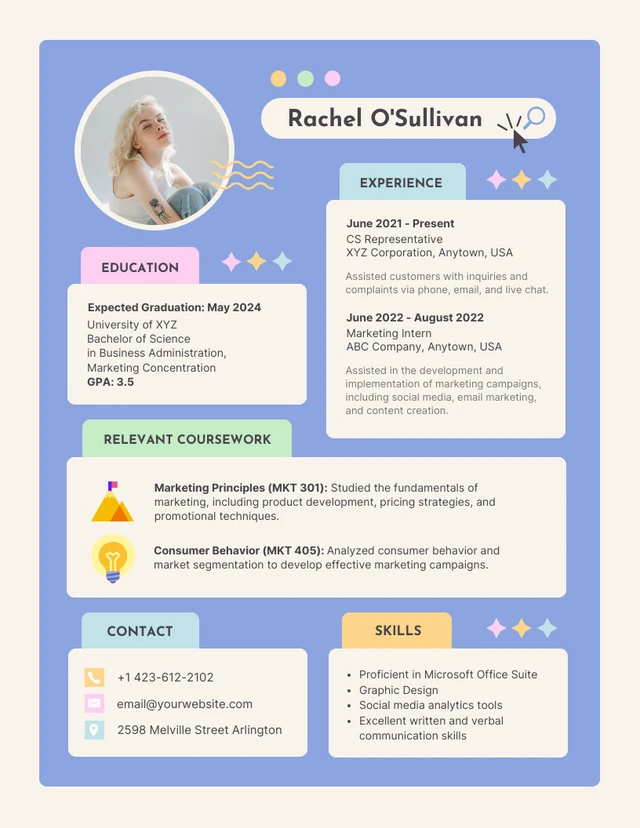 Rachel O'Sullivan
EDUCATION
Expected Graduation: May 2024
University of XYZ
Bachelor of Science
in Business Administration,
Marketing Concentration
GPA: 3.5
EXPERIENCE
June 2021 - Present
CS Representative
XYZ Corporation, Anytown, USA
Assisted customers with inquiries and
complaints via phone, email, and live chat.
June 2022 - August 2022
Marketing Intern
ABC Company, Anytown, USA
Assisted in the development and
implementation of marketing campaigns,
including social media, email marketing,
and content creation.
RELEVANT COURSEWORK
Marketing Principles (MKT 301): Studied the fundamentals of
marketing, including product development, pricing strategies, and
promotional techniques.
Consumer Behavior (MKT 405): Analyzed consumer behavior and
market segmentation to develop effective marketing campaigns.
CONTACT
+1 423-612-2102
email@yourwebsite.com
2598 Melville Street Arlington
SKILLS
• Proficient in Microsoft Office Suite
• Graphic Design
• Social media analytics tools
• Excellent written and verbal
communication skills